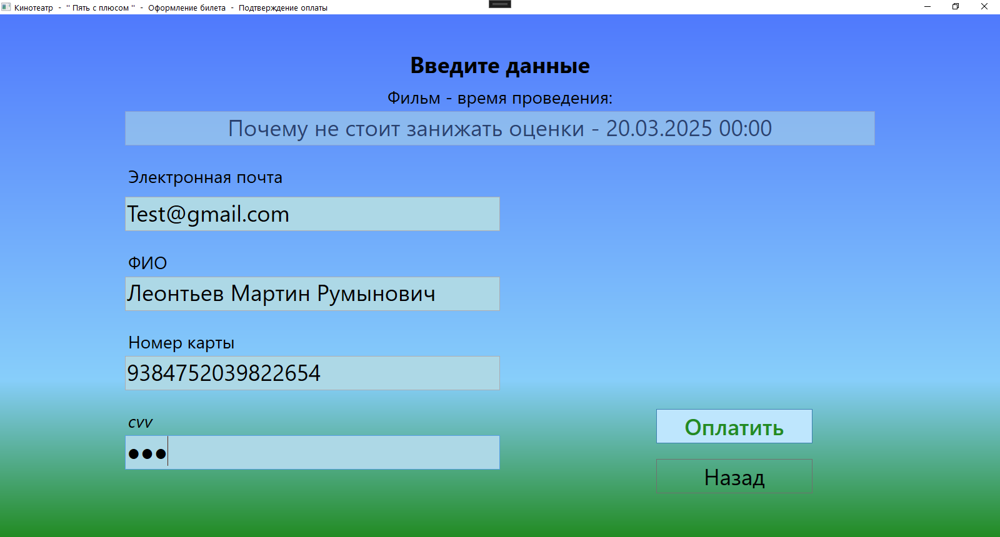 Кинотеатр - " Пять с плюсом " - Оформление билета - Подтверждение оплаты
Введите данные
Фильм - время проведения:
Почему не стоит занижать оценки - 20.03.2025 00:00
Электронная почта
Test@gmail.com
ФИО
Леонтьев Мартин Румынович
Номер карты
9384752039822654
cvv
●●●
Оплатить
Назад